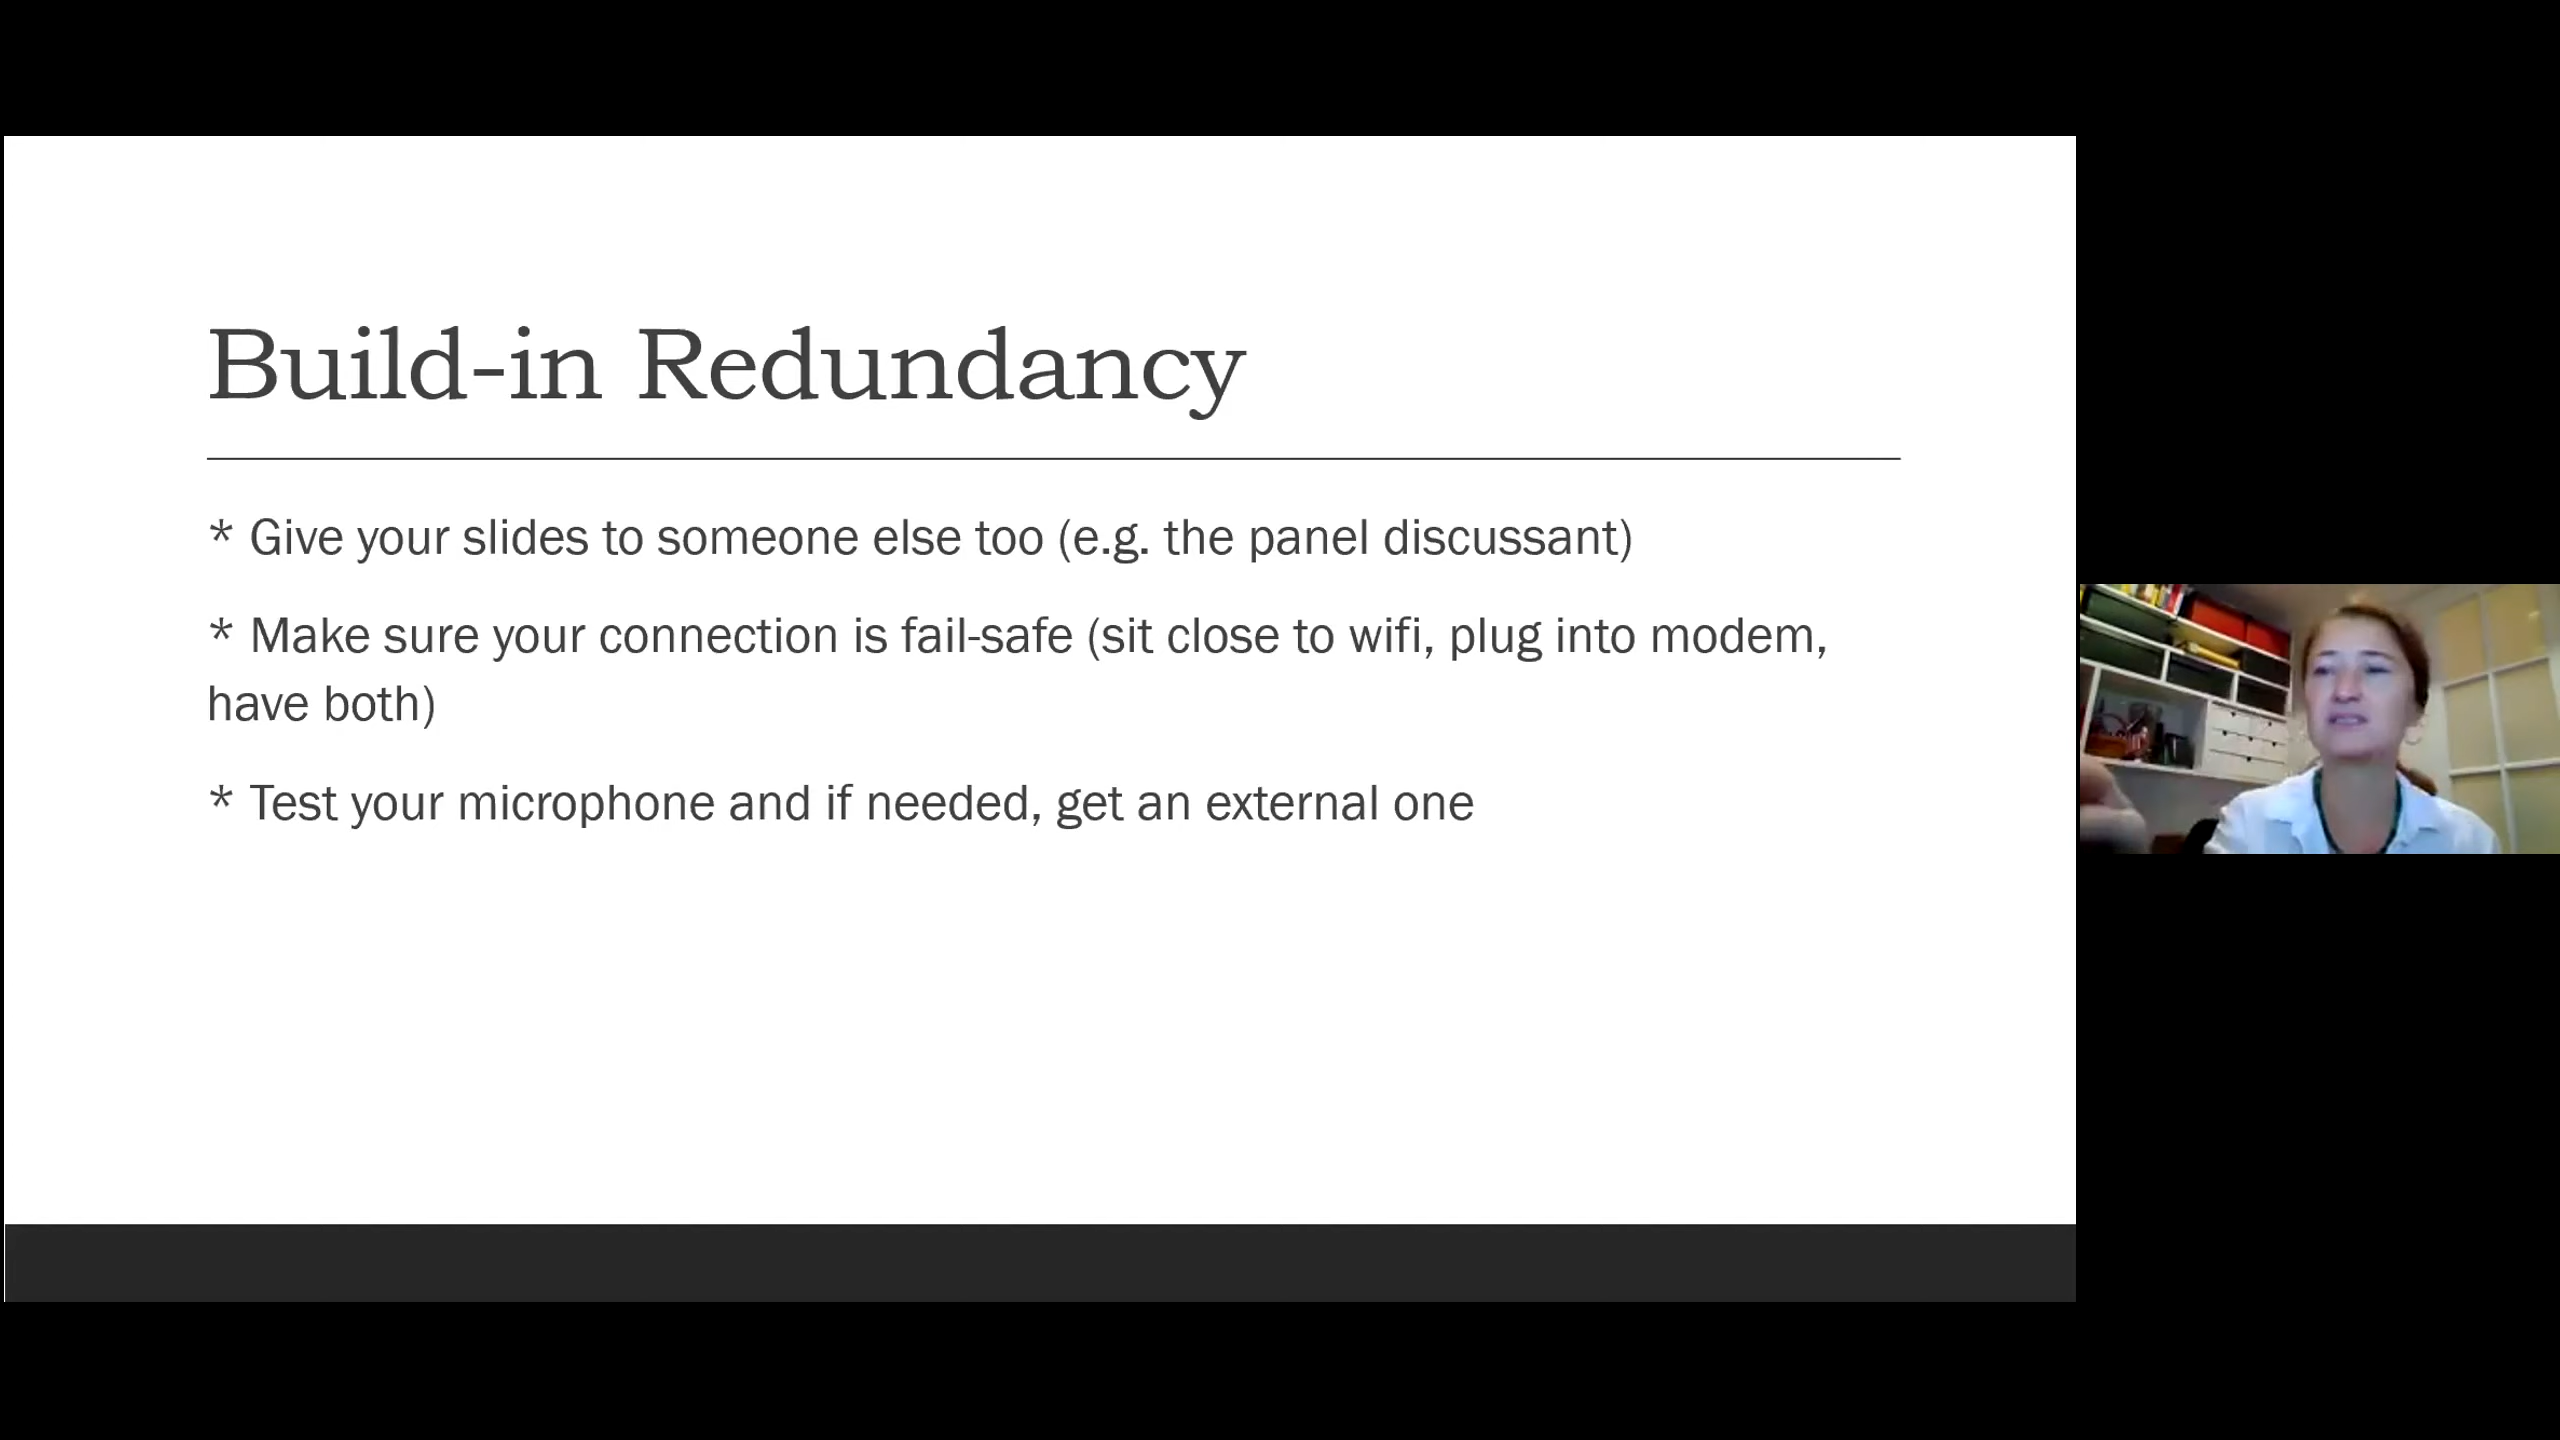 Build-in Redundancy
* Give your slides to someone else too (e.g. the panel discussant)
* Make sure your connection is fail-safe (sit close to wifi, plug into modem,
have both)
* Test your microphone and if needed, get an external one